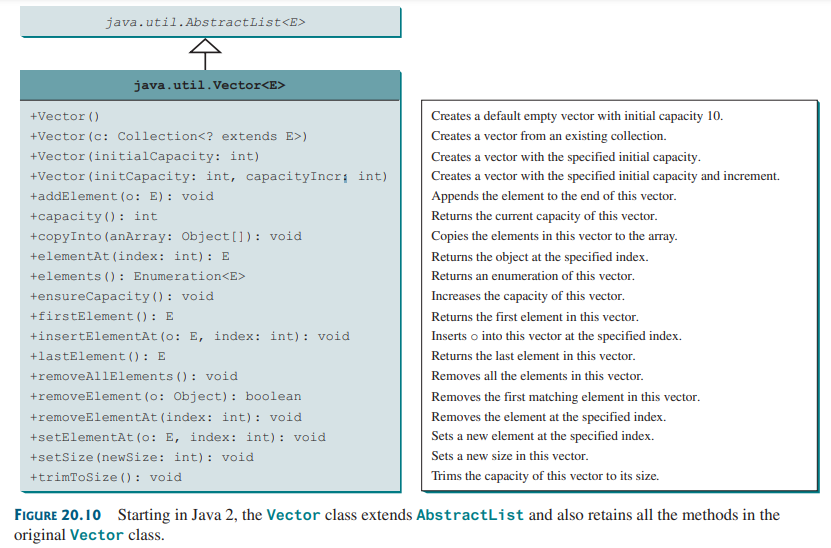 java.util.AbstractList<E>
java.util.Vector<E>
+Vector()
+Vector(c: Collection<? extends E>)
+Vector(initialCapacity: int)
+Vector(initCapacity: int, capacityIncr: int)
+addElement(o: E): void
+capacity(): int
+copyInto(anArray: Object[]): void
+elementAt(index: int): E
+elements(): Enumeration<E>
+ensureCapacity(): void
+firstElement(): E
+insertElementAt(o: E, index: int): void
+lastElement(): E
+removeAllElements(): void
+removeElement(o: Object): boolean
+removeElementAt(index: int): void
+setElementAt(o: E, index: int): void
+setSize(newSize: int): void
+trimToSize(): void
Creates a default empty vector with initial capacity 10.
Creates a vector from an existing collection.
Creates a vector with the specified initial capacity.
Creates a vector with the specified initial capacity and increment.
Appends the element to the end of this vector.
Returns the current capacity of this vector.
Copies the elements in this vector to the array.
Returns the object at the specified index.
Returns an enumeration of this vector.
Increases the capacity of this vector.
Returns the first element in this vector.
Inserts o into this vector at the specified index.
Returns the last element in this vector.
Removes all the elements in this vector.
Removes the first matching element in this vector.
Removes the element at the specified index.
Sets a new element at the specified index.
Sets a new size in this vector.
Trims the capacity of this vector to its size.
FIGURE 20.10 Starting in Java 2, the Vector class extends AbstractList and also retains all the methods in the
original Vector class.